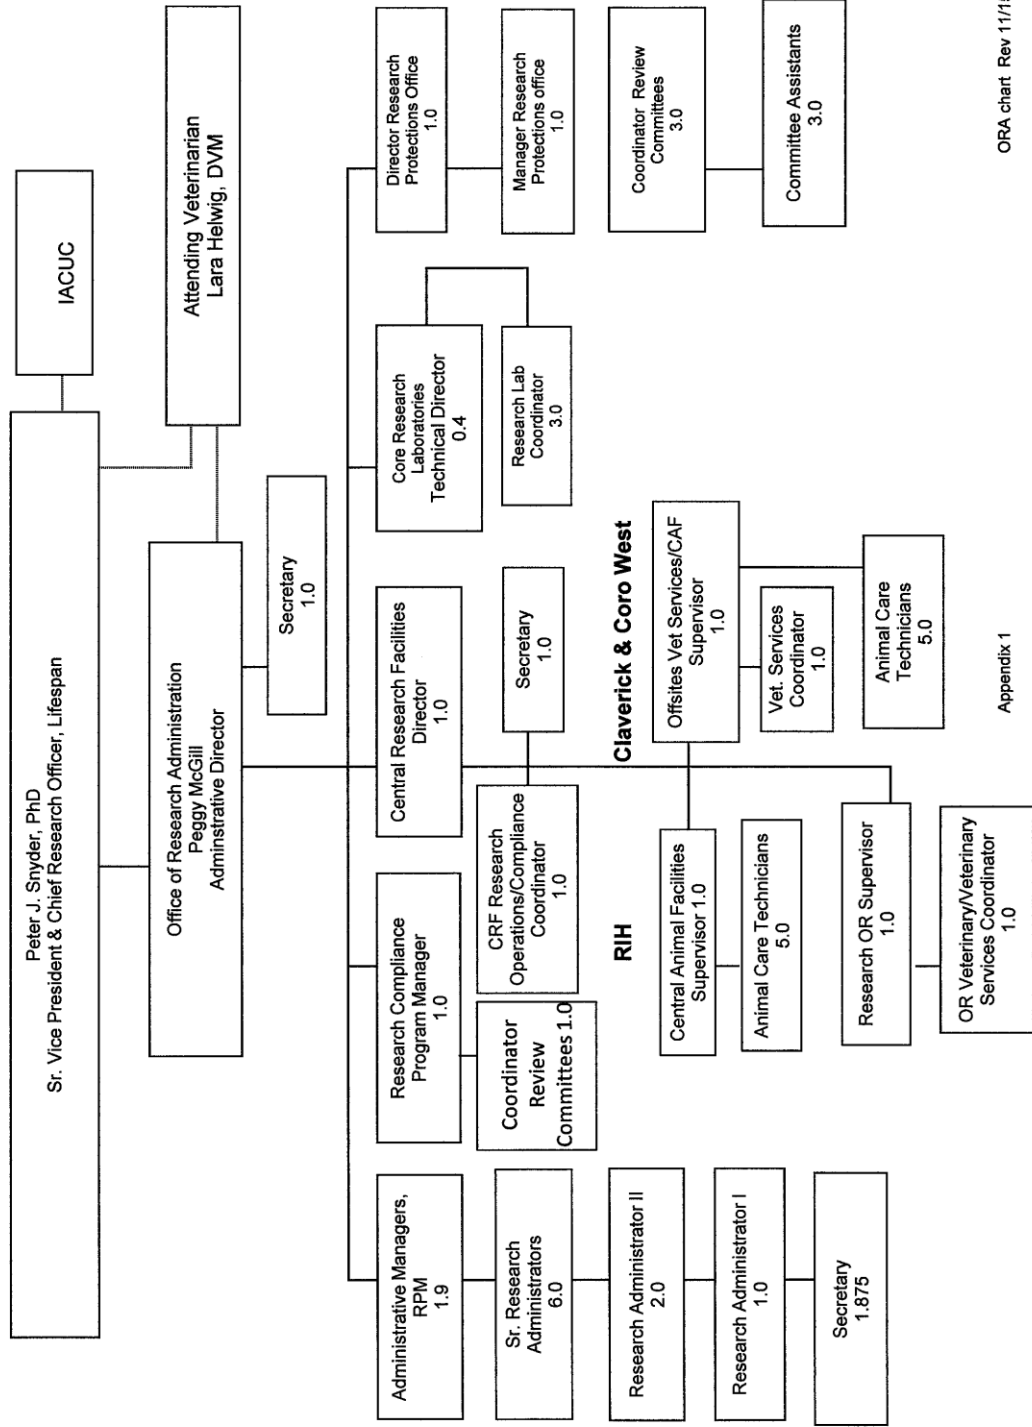 Peter J. Snyder, PhD
Sr. Vice President & Chief Research Officer, Lifespan
IACUC
Office of Research Administration
Peggy McGill
Adminstrative Director
Attending Veterinarian
Lara Helwig, DVM
Secretary
1.0
Administrative Managers,
RPM
1.9
Sr. Research
Administrators
6.0
Research Administrator II
2.0
Research Administrator I
1.0
Secretary
1.875
Research Compliance
Program Manager
1.0
Coordinator
Review
Committees 1.0
Central Research Facilities
Director
1.0
CRF Research
Operations/Compliance
Coordinator
1.0
Secretary
1.0
RIH
Central Animal Facilities
Supervisor 1.0
Animal Care Technicians
5.0
Research OR Supervisor
1.0
OR Veterinary/Veterinary
Services Coordinator
1.0
Claverick & Coro West
Offsites Vet Services/CAF
Supervisor
1.0
Vet. Services
Coordinator
1.0
Animal Care
Technicians
5.0
Core Research
Laboratories
Technical Director
0.4
Research Lab
Coordinator
3.0
Director Research
Protections Office
1.0
Manager Research
Protections office
1.0
Coordinator Review
Committees
3.0
Committee Assistants
3.0
Appendix 1
ORA chart Rev